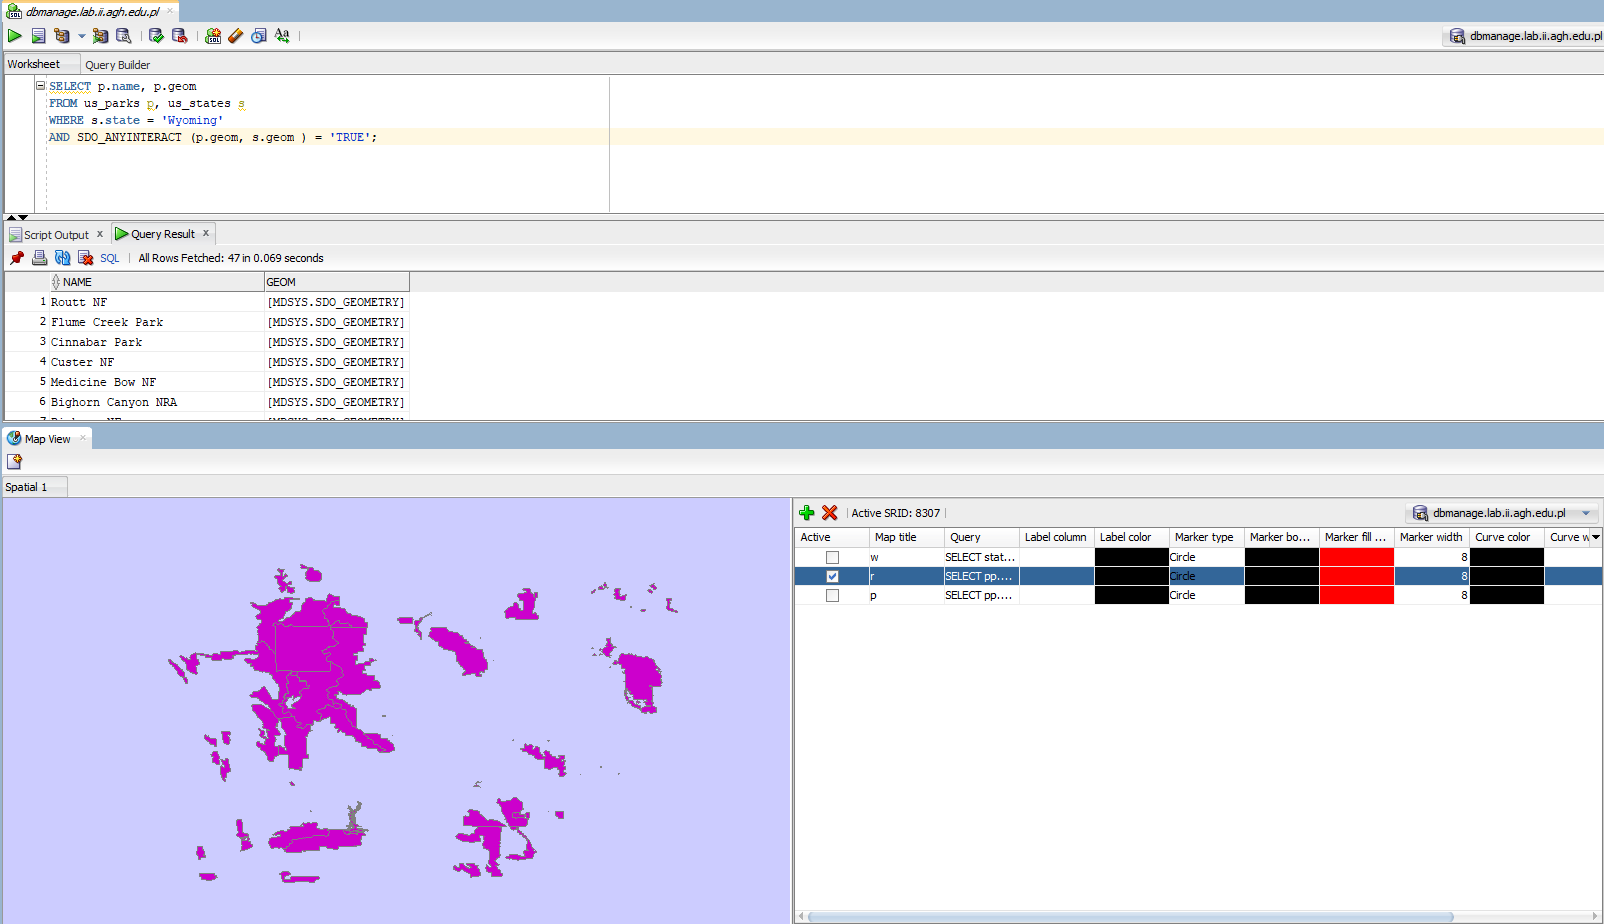 dbmanage.lab.ii.agh.edu.pl
dbmanage.lab.ii.agh.edu.pl
Worksheet Query Builder
SELECT p.name, p.geom
FROM us_parks p, us_states s
WHERE s.state = 'Wyoming'
AND SDO_ANYINTERACT (p.geom, s.geom ) = 'TRUE';
Script Output x Query Result x
SQL All Rows Fetched: 47 in 0.069 seconds
NAME GEOM
1 Routt NF [MDSYS.SDO_GEOMETRY]
2 Flume Creek Park [MDSYS.SDO_GEOMETRY]
3 Cinnabar Park [MDSYS.SDO_GEOMETRY]
4 Custer NF [MDSYS.SDO_GEOMETRY]
5 Medicine Bow NF [MDSYS.SDO_GEOMETRY]
6 Bighorn Canyon NRA [MDSYS.SDO_GEOMETRY]
Map View
Spatial 1
Active SRID: 8307 dbmanage.lab.ii.agh.edu.pl
Active Map title Query Label column Label color Marker type Marker bo... Marker fill ... Marker width Curve color Curve w
w SELECT stat... Circle 8
r SELECT pp.... Circle 8
p SELECT pp.... Circle 8